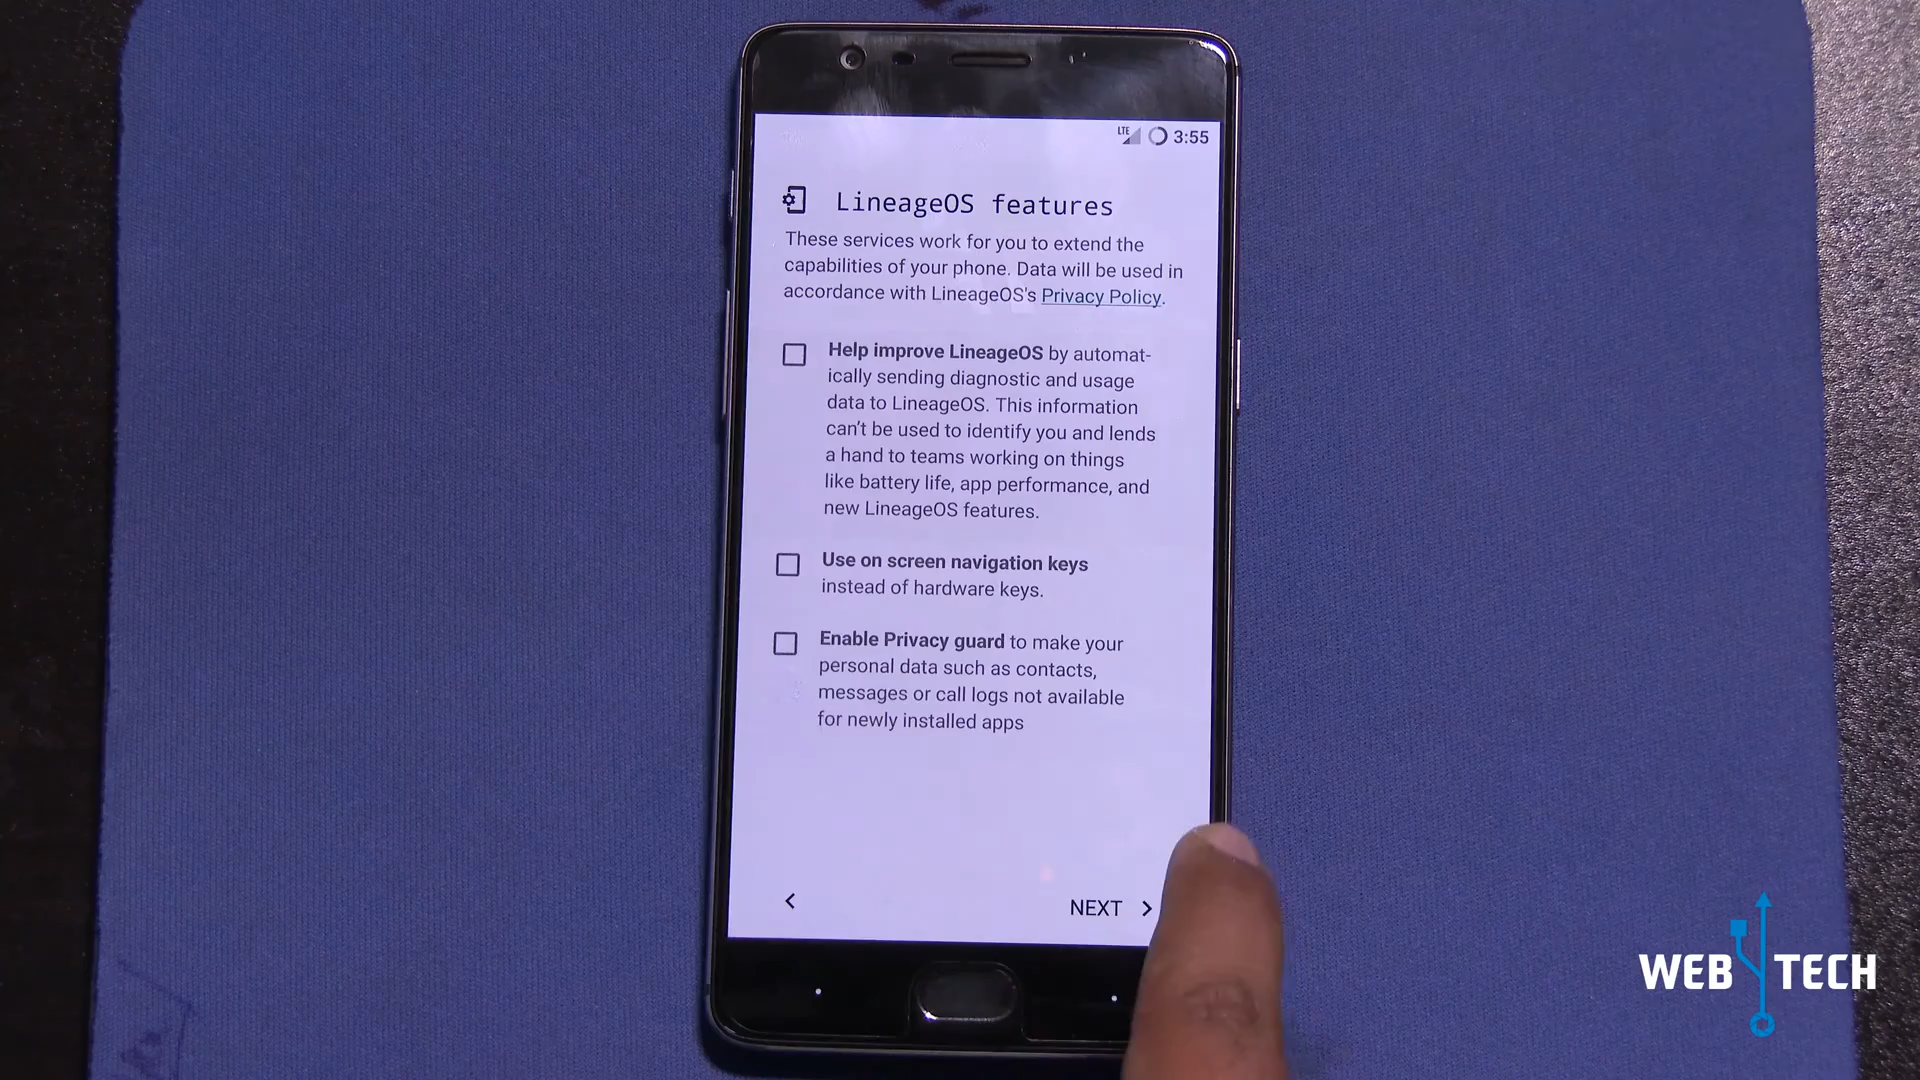 LTE 3:55
LineageOS features
These services work for you to extend the
capabilities of your phone. Data will be used in
accordance with LineageOS's Privacy Policy.
Help improve LineageOS by automat-
ically sending diagnostic and usage
data to LineageOS. This information
can't be used to identify you and lends
a hand to teams working on things
like battery life, app performance, and
new LineageOS features.
Use on screen navigation keys
instead of hardware keys.
Enable Privacy guard to make your
personal data such as contacts,
messages or call logs not available
for newly installed apps
NEXT
WEB TECH